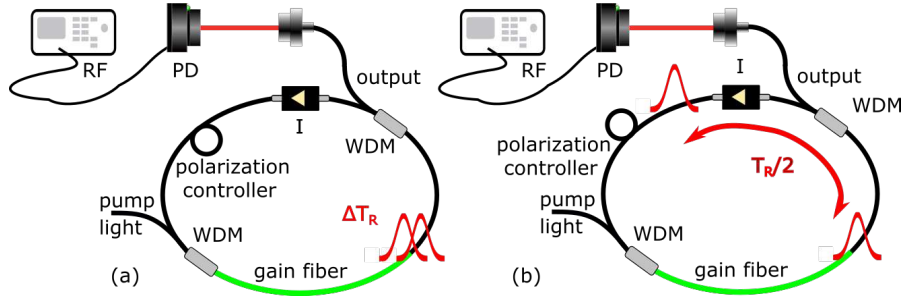 RF
PD
output
I
WDM
polarization
controller
ΔT_R
pump
light
WDM
(a)
gain fiber
RF
PD
I
output
WDM
polarization
controller
T_R/2
pump
light
WDM
(b)
gain fiber